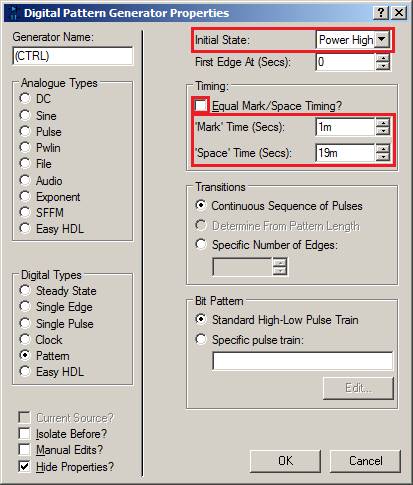 Digital Pattern Generator Properties
Generator Name:
(CTRL)
Analogue Types
DC
Sine
Pulse
Pwlin
File
Audio
Exponent
SFFM
Easy HDL
Digital Types
Steady State
Single Edge
Single Pulse
Clock
Pattern
Easy HDL
Current Source?
Isolate Before?
Manual Edits?
Hide Properties?
Initial State: Power High
First Edge At (Secs): 0
Timing:
Equal Mark/Space Timing?
'Mark' Time (Secs): 1m
'Space' Time (Secs): 19m
Transitions
Continuous Sequence of Pulses
Determine From Pattern Length
Specific Number of Edges:
Bit Pattern
Standard High-Low Pulse Train
Specific pulse train:
Edit...
OK Cancel